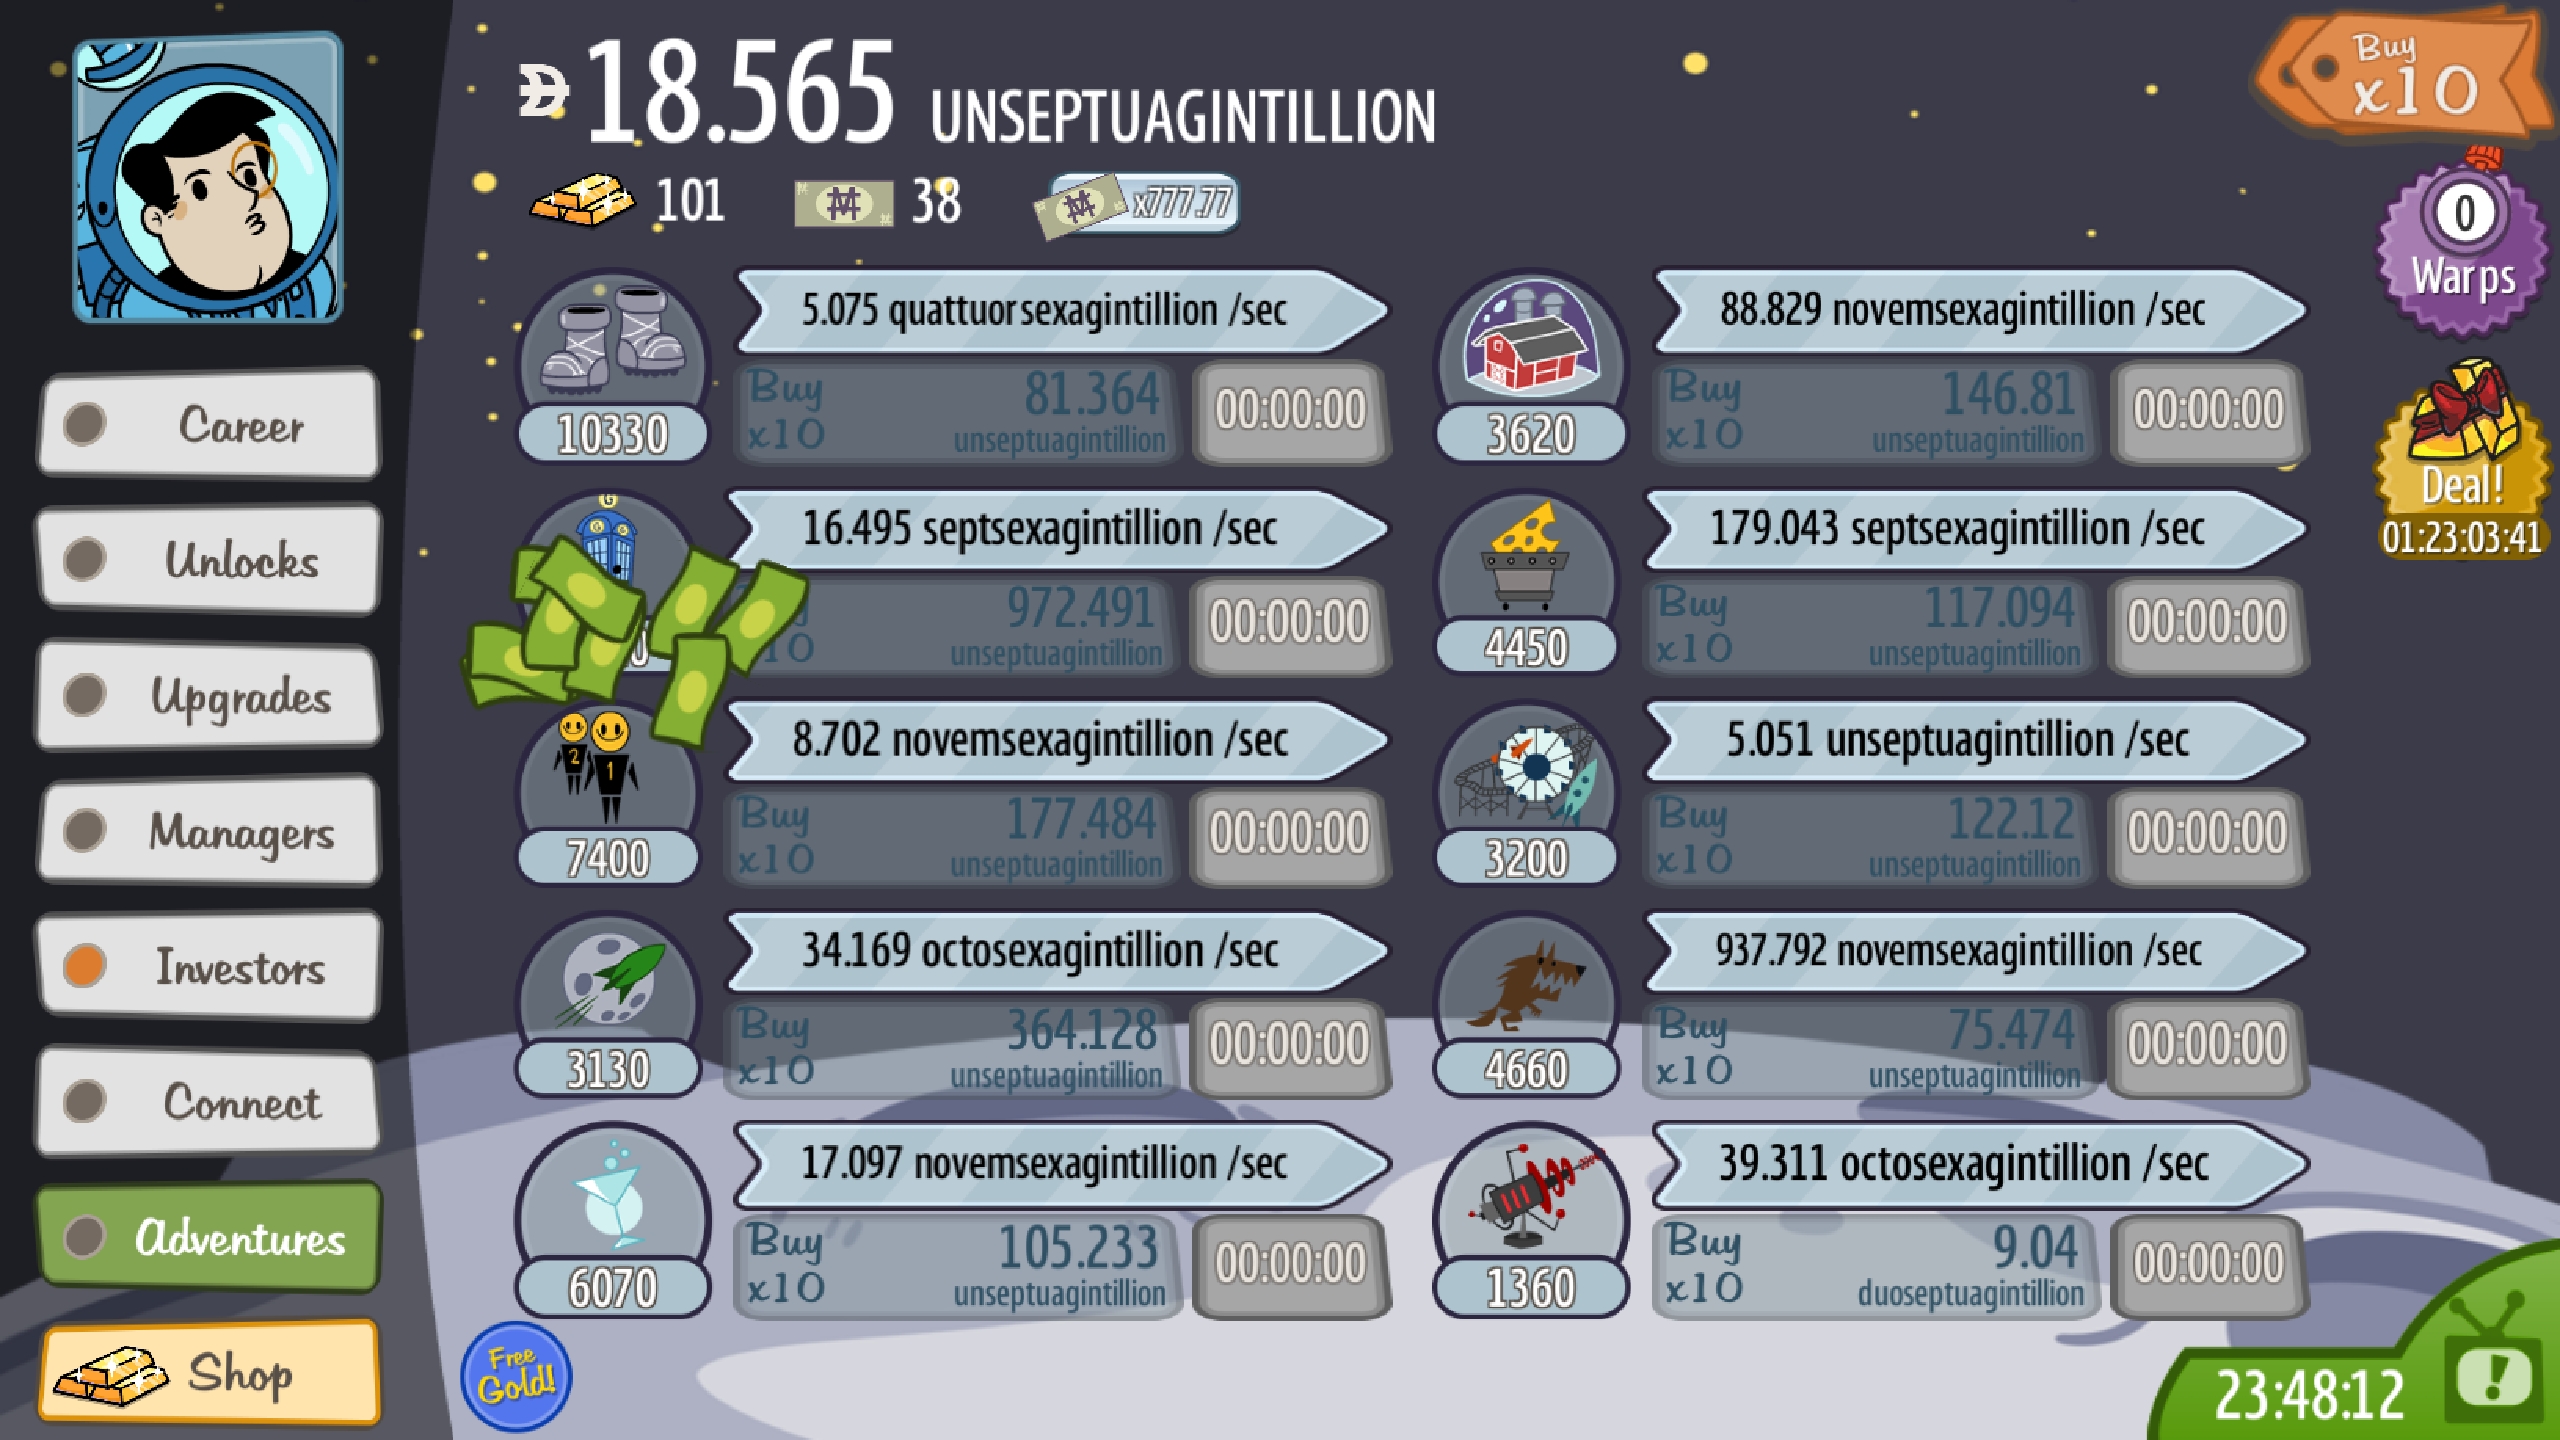 18.565 UNSEPTUAGINTILLION
101
38
x777.77
Buy
x10
0
Warps
Deal!
01:23:03:41
Career
Unlocks
Upgrades
Managers
Investors
Connect
Adventures
Shop
5.075 quattuorsexagintillion /sec
Buy
x10
81.364
unseptuagintillion
00:00:00
10330
88.829 novemsexagintillion /sec
Buy
x10
146.81
unseptuagintillion
00:00:00
3620
16.495 septsexagintillion /sec
972.491
unseptuagintillion
00:00:00
179.043 septsexagintillion /sec
Buy
x10
117.094
unseptuagintillion
00:00:00
4450
8.702 novemsexagintillion /sec
2
1
Buy
x10
177.484
unseptuagintillion
00:00:00
7400
5.051 unseptuagintillion /sec
Buy
x10
122.12
unseptuagintillion
00:00:00
3200
34.169 octosexagintillion /sec
Buy
x10
364.128
unseptuagintillion
00:00:00
3130
937.792 novemsexagintillion /sec
Buy
x10
75.474
unseptuagintillion
00:00:00
4660
17.097 novemsexagintillion /sec
Buy
x10
105.233
unseptuagintillion
00:00:00
6070
39.311 octosexagintillion /sec
Buy
x10
9.04
duoseptuagintillion
00:00:00
1360
Free
Gold!
23:48:12